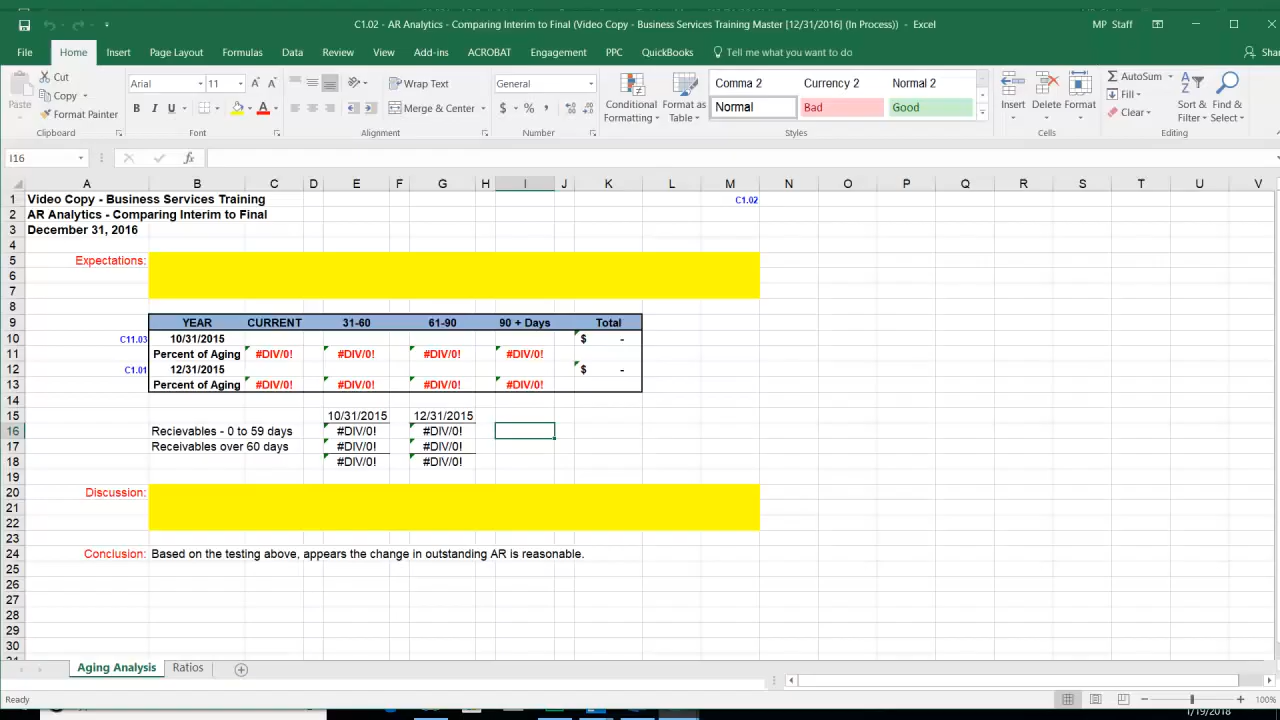 C1.02 - AR Analytics - Comparing Interim to Final (Video Copy - Business Services Training Master [12/31/2016] (In Process)) - Excel
MP Staff
File Home Insert Page Layout Formulas Data Review View Add-ins ACROBAT Engagement PPC QuickBooks Tell me what you want to do Shar
Paste
Cut
Copy
Format Painter
Clipboard
Arial 11
B I U A
Font
Wrap Text
Merge & Center
Alignment
General
$ % ,
Number
Conditional Formatting
Format as Table
Comma 2 Currency 2 Normal 2
Normal Bad Good
Styles
Insert Delete Format
Cells
AutoSum
Fill
Clear
Sort & Filter
Find & Select
Editing
I16 fx
A B C D E F G H I J K L M N O P Q R S T U V
1 Video Copy - Business Services Training C1.02
2 AR Analytics - Comparing Interim to Final
3 December 31, 2016
4
5 Expectations:
6
7
8
9 YEAR CURRENT 31-60 61-90 90 + Days Total
10 C11.03 10/31/2015 $ -
11 Percent of Aging #DIV/0! #DIV/0! #DIV/0! #DIV/0!
12 C1.01 12/31/2015 $ -
13 Percent of Aging #DIV/0! #DIV/0! #DIV/0! #DIV/0!
14
15 10/31/2015 12/31/2015
16 Recievables - 0 to 59 days #DIV/0! #DIV/0!
17 Receivables over 60 days #DIV/0! #DIV/0!
18 #DIV/0! #DIV/0!
19
20 Discussion:
21
22
23
24 Conclusion: Based on the testing above, appears the change in outstanding AR is reasonable.
25
26
27
28
29
30
Aging Analysis Ratios
Ready 100%
1/19/2018